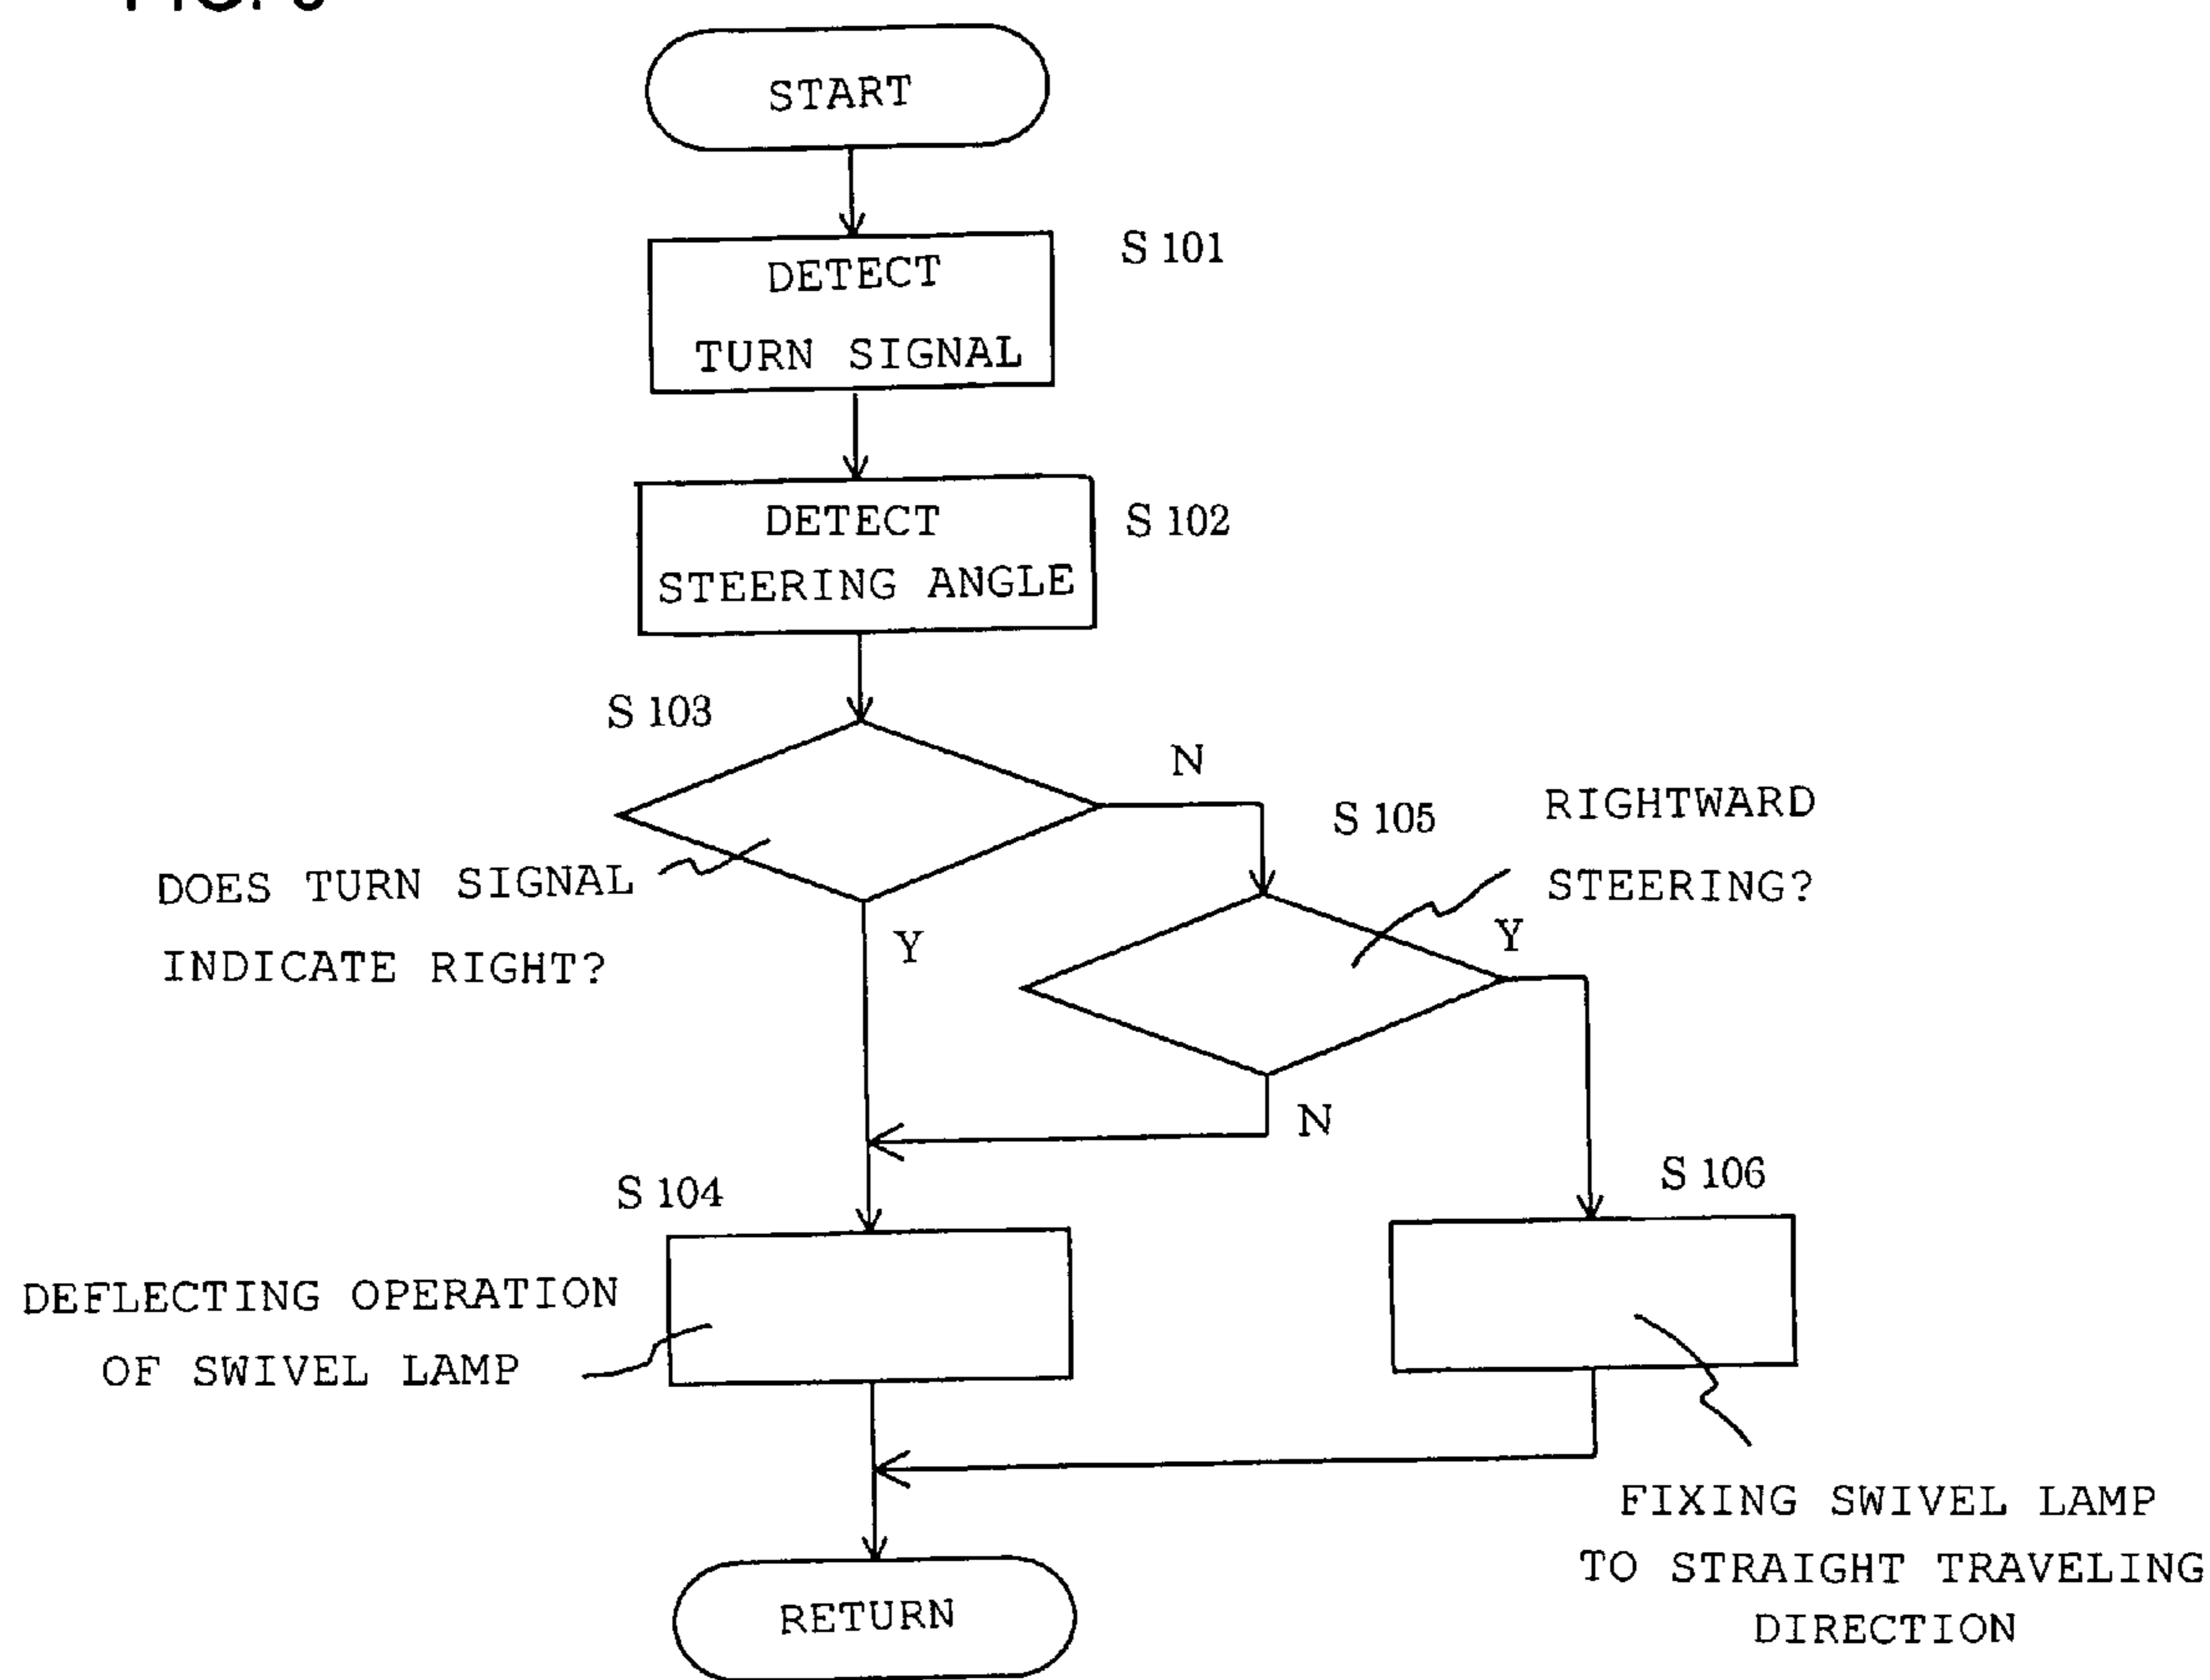 START
S 101
DETECT
TURN SIGNAL
S 102
DETECT
STEERING ANGLE
S 103
N
S 105
RIGHTWARD
STEERING?
DOES TURN SIGNAL
INDICATE RIGHT?
Y
Y
N
S 104
S 106
DEFLECTING OPERATION
OF SWIVEL LAMP
FIXING SWIVEL LAMP
TO STRAIGHT TRAVELING
DIRECTION
RETURN